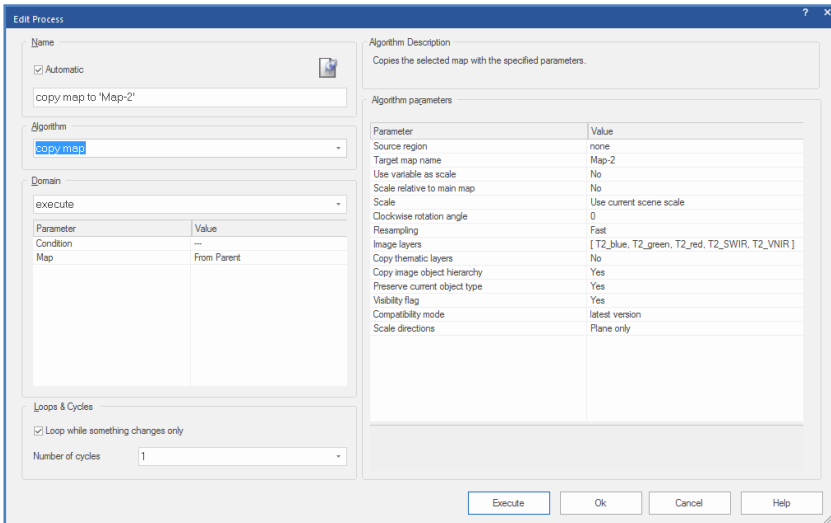 Edit Process
? ×
Name
Automatic
copy map to 'Map-2'
Algorithm
copy map
Domain
execute
Parameter Value
Condition ---
Map From Parent
Loops & Cycles
Loop while something changes only
Number of cycles 1
Algorithm Description
Copies the selected map with the specified parameters.
Algorithm parameters
Parameter Value
Source region none
Target map name Map-2
Use variable as scale No
Scale relative to main map No
Scale Use current scene scale
Clockwise rotation angle 0
Resampling Fast
Image layers [ T2_blue, T2_green, T2_red, T2_SWIR, T2_VNIR ]
Copy thematic layers No
Copy image object hierarchy Yes
Preserve current object type Yes
Visibility flag Yes
Compatibility mode latest version
Scale directions Plane only
Execute Ok Cancel Help